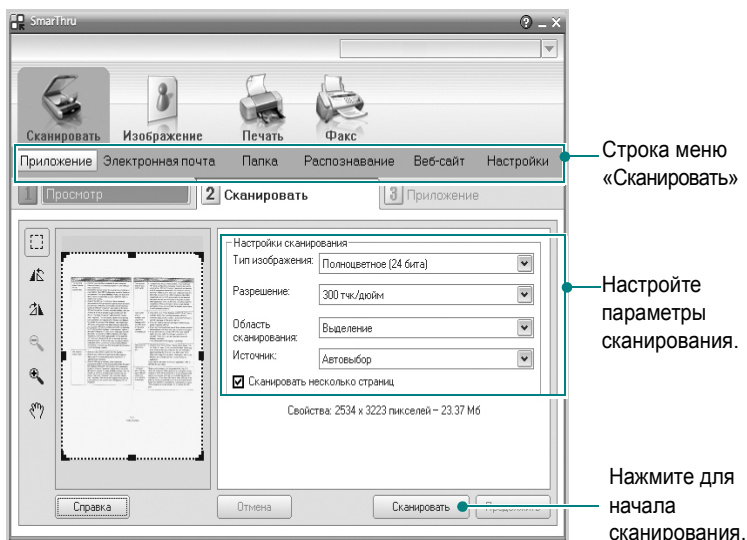 SmarThru
Сканировать Изображение Печать Факс
Приложение Электронная почта Папка Распознавание Веб-сайт Настройки
1 Просмотр 2 Сканировать 3 Приложение
Настройки сканирования
Тип изображения: Полноцветное (24 бита)
Разрешение: 300 тчк/дюйм
Область
сканирования: Выделение
Источник: Автовыбор
Сканировать несколько страниц
Свойства: 2534 x 3223 пикселей – 23.37 Мб
Справка Отмена Сканировать
Строка меню
«Сканировать»
Настройте
параметры
сканирования.
Нажмите для
начала
сканирования.